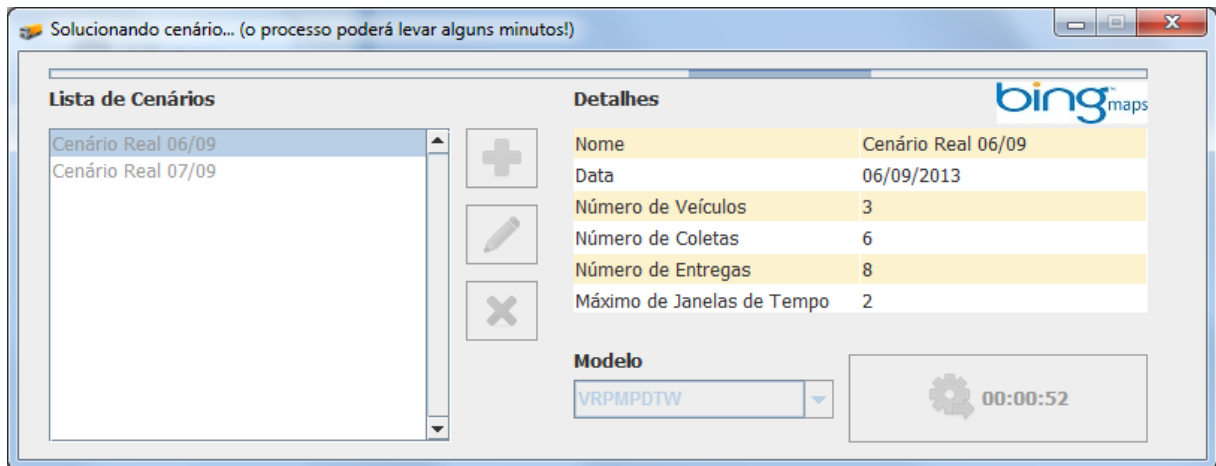 Solucionando cenário... (o processo poderá levar alguns minutos!)
Lista de Cenários
Cenário Real 06/09
Cenário Real 07/09
Detalhes
bing™ maps
Nome Cenário Real 06/09
Data 06/09/2013
Número de Veículos 3
Número de Coletas 6
Número de Entregas 8
Máximo de Janelas de Tempo 2
Modelo
VRPMPDTW
00:00:52